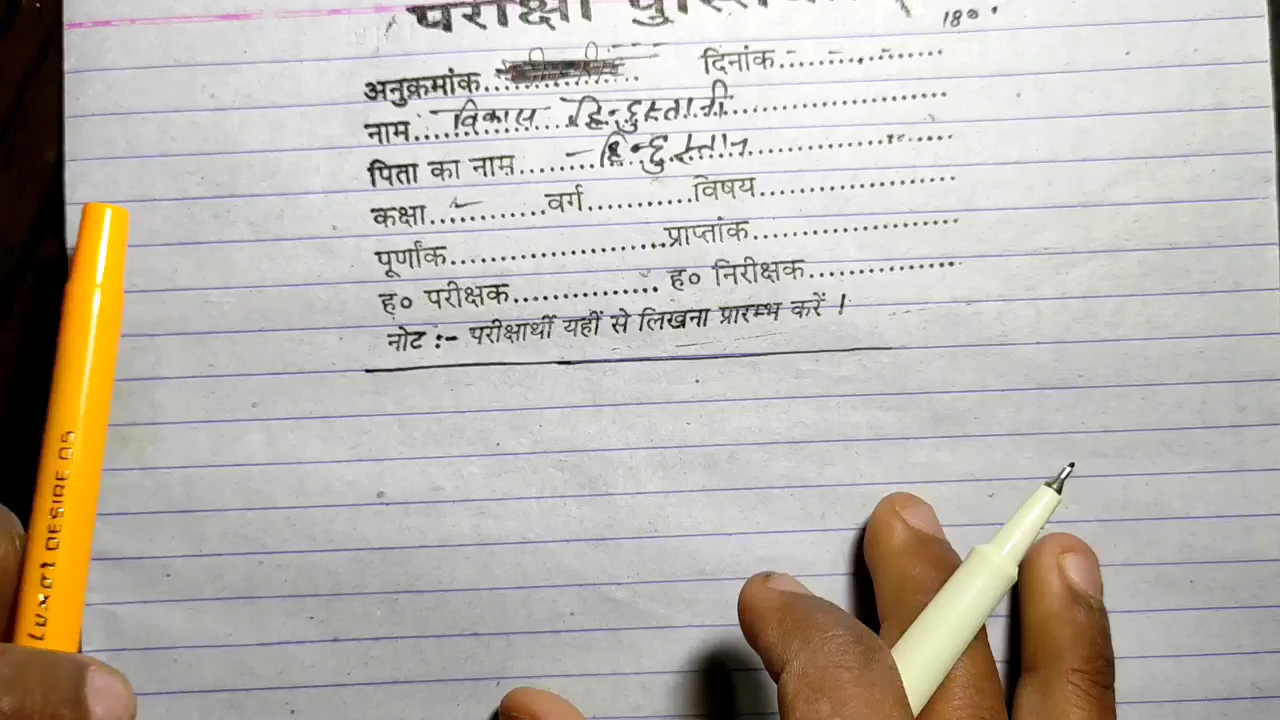 परीक्षा पुस्तिका
180
अनुक्रमांक.................... दिनांक....................
नाम..... विकास हिन्दुस्तानी....................
पिता का नाम........ हिन्दुस्तान....................
कक्षा............वर्ग...........विषय....................
पूर्णांक......................प्राप्तांक....................
ह० परीक्षक............... ह० निरीक्षक...............
नोट :- परीक्षार्थी यहीं से लिखना प्रारम्भ करें ।
LUXOR DESIRE 05